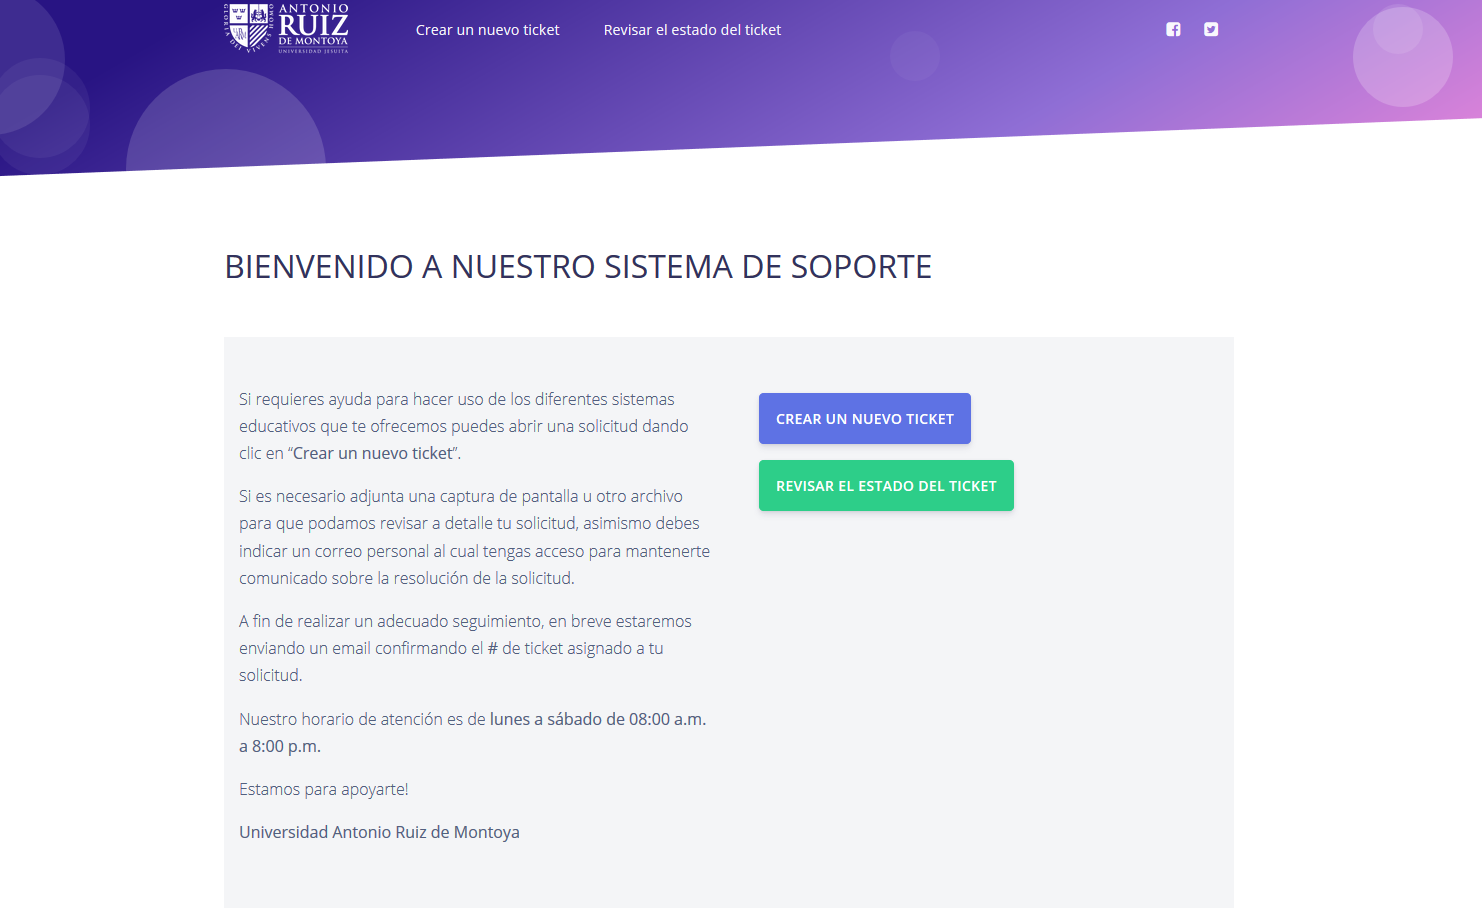 ANTONIO
RUIZ
DE MONTOYA
UNIVERSIDAD JESUITA
GLORIA DEI VIVENS HOMO
Crear un nuevo ticket
Revisar el estado del ticket
BIENVENIDO A NUESTRO SISTEMA DE SOPORTE
Si requieres ayuda para hacer uso de los diferentes sistemas
educativos que te ofrecemos puedes abrir una solicitud dando
clic en “Crear un nuevo ticket”.
Si es necesario adjunta una captura de pantalla u otro archivo
para que podamos revisar a detalle tu solicitud, asimismo debes
indicar un correo personal al cual tengas acceso para mantenerte
comunicado sobre la resolución de la solicitud.
A fin de realizar un adecuado seguimiento, en breve estaremos
enviando un email confirmando el # de ticket asignado a tu
solicitud.
Nuestro horario de atención es de lunes a sábado de 08:00 a.m.
a 8:00 p.m.
Estamos para apoyarte!
Universidad Antonio Ruiz de Montoya
CREAR UN NUEVO TICKET
REVISAR EL ESTADO DEL TICKET